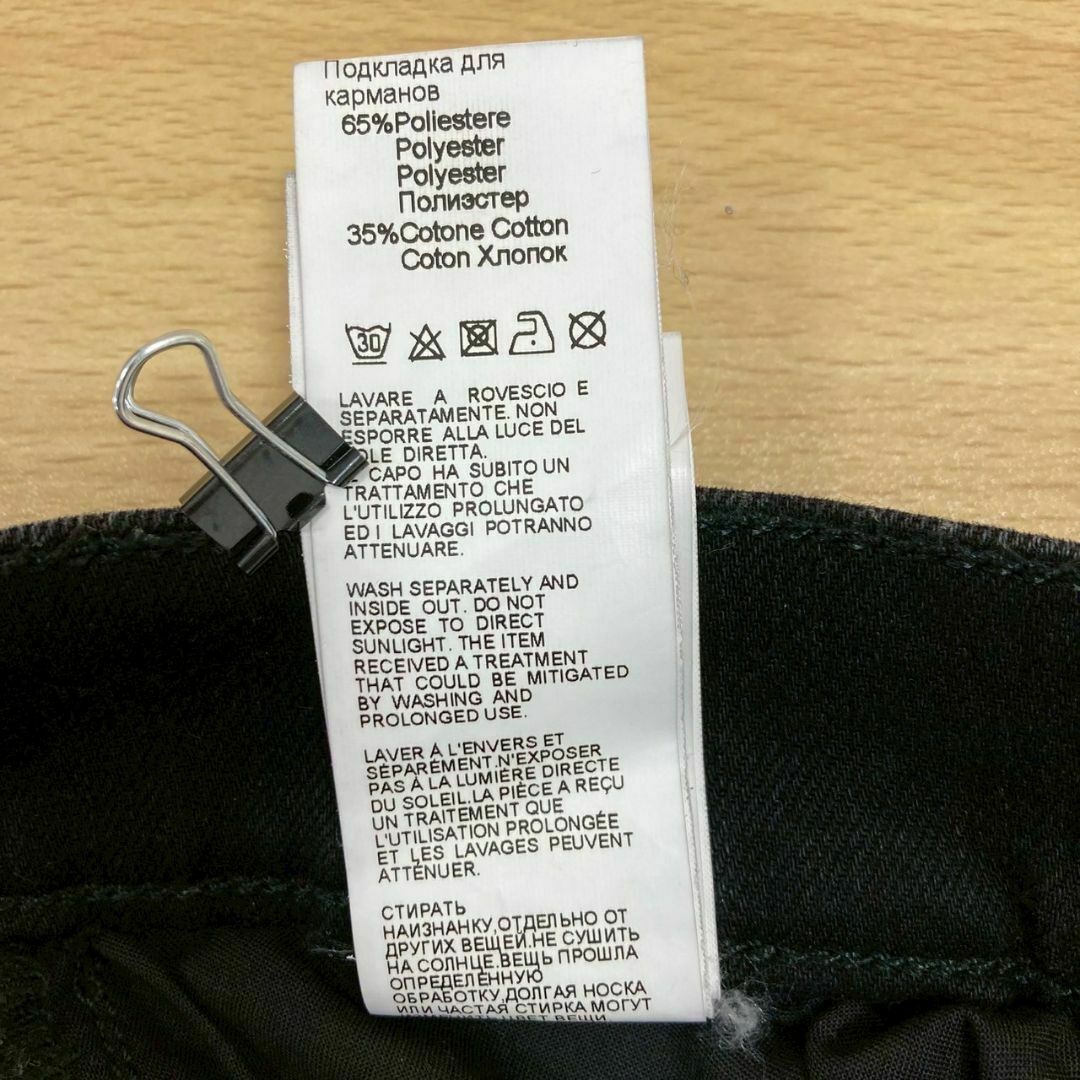 Подкладка для
карманов
65%Poliestere
Polyester
Polyester
Полиэстер
35%Cotone Cotton
Coton Хлопок
30
LAVARE A ROVESCIO E
SEPARATAMENTE. NON
ESPORRE ALLA LUCE DEL
OLE DIRETTA.
CAPO HA SUBITO UN
TRATTAMENTO CHE
L'UTILIZZO PROLUNGATO
ED I LAVAGGI POTRANNO
ATTENUARE.
WASH SEPARATELY AND
INSIDE OUT. DO NOT
EXPOSE TO DIRECT
SUNLIGHT. THE ITEM
RECEIVED A TREATMENT
THAT COULD BE MITIGATED
BY WASHING AND
PROLONGED USE.
LAVER À L'ENVERS ET
SÉPARÉMENT.N'EXPOSER
PAS À LA LUMIÈRE DIRECTE
DU SOLEIL.LA PIÈCE A REÇU
UN TRAITEMENT QUE
L'UTILISATION PROLONGÉE
ET LES LAVAGES PEUVENT
ATTÉNUER.
СТИРАТЬ
НАИЗНАНКУ,ОТДЕЛЬНО ОТ
ДРУГИХ ВЕЩЕЙ.НЕ СУШИТЬ
НА СОЛНЦЕ.ВЕЩЬ ПРОШЛА
ОПРЕДЕЛЁННУЮ
ОБРАБОТКУ,ДОЛГАЯ НОСКА
ИЛИ ЧАСТАЯ СТИРКА МОГУТ